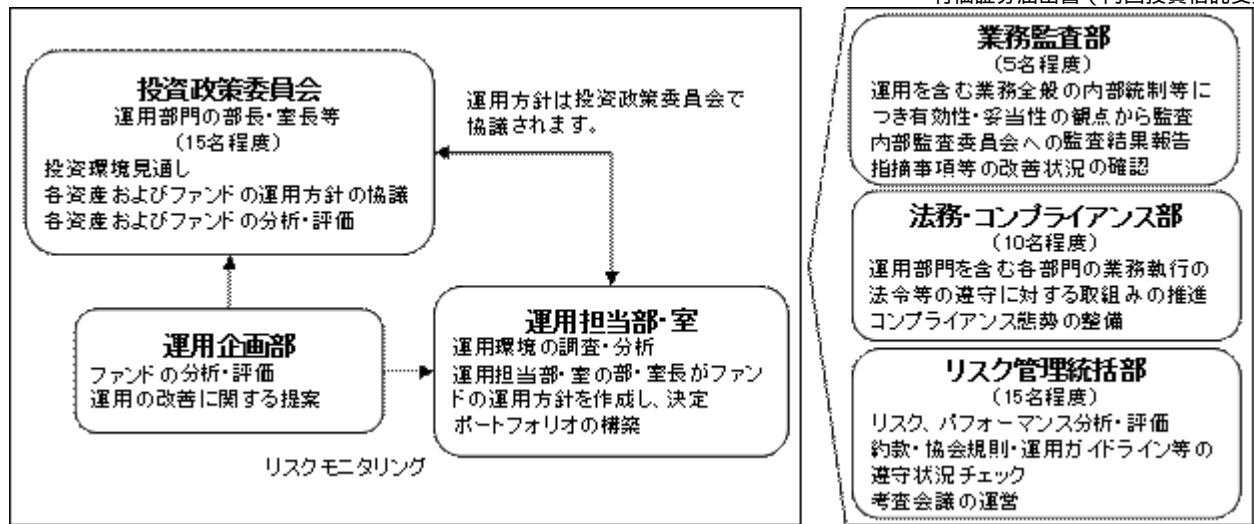 投資政策委員会
運用部門の部長・室長等
(15名程度)
投資環境見通し
各資産およびファンドの運用方針の協議
各資産およびファンドの分析・評価
運用方針は投資政策委員会で
協議されます。
運用企画部
ファンドの分析・評価
運用の改善に関する提案
運用担当部・室
運用環境の調査・分析
運用担当部・室の部・室長がファン
ドの運用方針を作成し、決定
ポートフォリオの構築
リスクモニタリング
業務監査部
(5名程度)
運用を含む業務全般の内部統制等に
つき有効性・妥当性の観点から監査
内部監査委員会への監査結果報告
指摘事項等の改善状況の確認
法務・コンプライアンス部
(10名程度)
運用部門を含む各部門の業務執行の
法令等の遵守に対する取組みの推進
コンプライアンス態勢の整備
リスク管理統括部
(15名程度)
リスク、パフォーマンス分析・評価
約款・協会規則・運用ガイドライン等の
遵守状況チェック
考査会議の運営